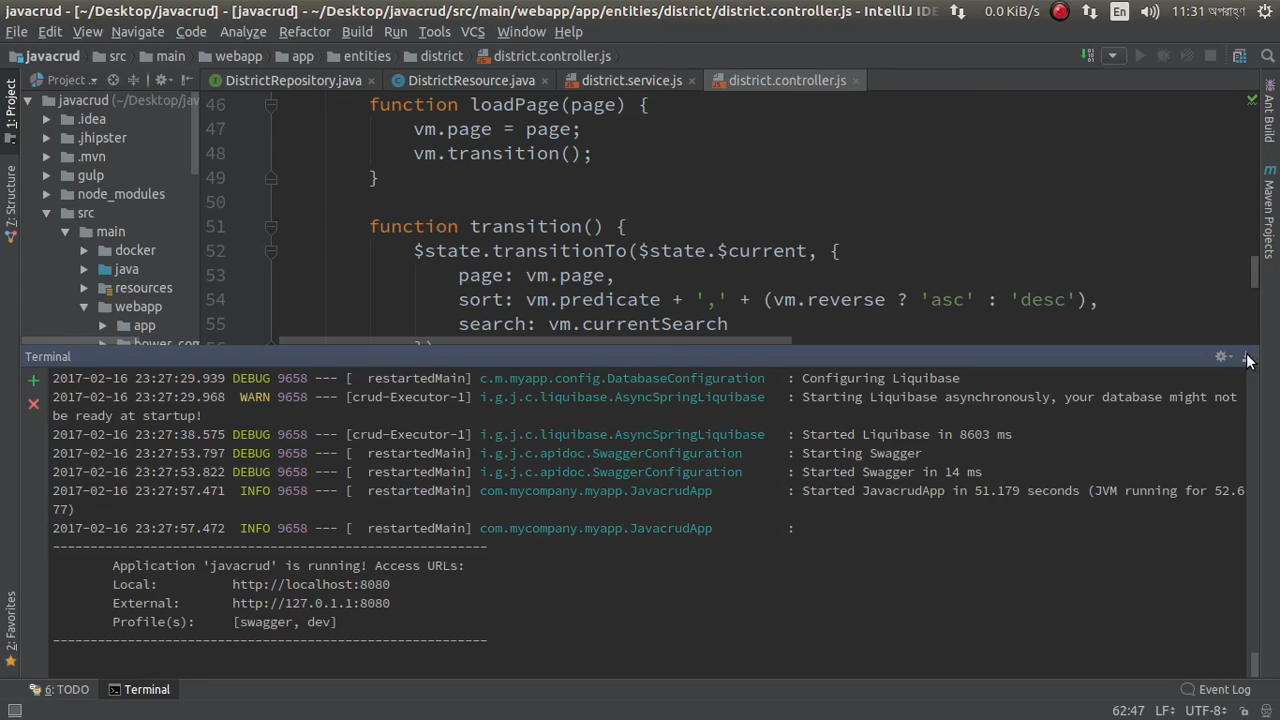 javacrud - [~/Desktop/javacrud] - [javacrud] - ~/Desktop/javacrud/src/main/webapp/app/entities/district/district.controller.js - IntelliJ IDE 0.0 KiB/s En 11:31 অপরাহ্ণ
File Edit View Navigate Code Analyze Refactor Build Run Tools VCS Window Help
javacrud src main webapp app entities district district.controller.js
Project DistrictRepository.java DistrictResource.java district.service.js district.controller.js
1: Project
7: Structure
2: Favorites
javacrud (~/Desktop/jav
.idea
.jhipster
.mvn
gulp
node_modules
src
main
docker
java
resources
webapp
app
bower_com
46 function loadPage(page) {
47 vm.page = page;
48 vm.transition();
49 }
50
51 function transition() {
52 $state.transitionTo($state.$current, {
53 page: vm.page,
54 sort: vm.predicate + ',' + (vm.reverse ? 'asc' : 'desc'),
55 search: vm.currentSearch
})
Ant Build
Maven Projects
Terminal
2017-02-16 23:27:29.939 DEBUG 9658 --- [ restartedMain] c.m.myapp.config.DatabaseConfiguration : Configuring Liquibase
2017-02-16 23:27:29.968 WARN 9658 --- [crud-Executor-1] i.g.j.c.liquibase.AsyncSpringLiquibase : Starting Liquibase asynchronously, your database might not
be ready at startup!
2017-02-16 23:27:38.575 DEBUG 9658 --- [crud-Executor-1] i.g.j.c.liquibase.AsyncSpringLiquibase : Started Liquibase in 8603 ms
2017-02-16 23:27:53.797 DEBUG 9658 --- [ restartedMain] i.g.j.c.apidoc.SwaggerConfiguration : Starting Swagger
2017-02-16 23:27:53.822 DEBUG 9658 --- [ restartedMain] i.g.j.c.apidoc.SwaggerConfiguration : Started Swagger in 14 ms
2017-02-16 23:27:57.471 INFO 9658 --- [ restartedMain] com.mycompany.myapp.JavacrudApp : Started JavacrudApp in 51.179 seconds (JVM running for 52.6
77)
2017-02-16 23:27:57.472 INFO 9658 --- [ restartedMain] com.mycompany.myapp.JavacrudApp :
----------------------------------------------------------
Application 'javacrud' is running! Access URLs:
Local: http://localhost:8080
External: http://127.0.1.1:8080
Profile(s): [swagger, dev]
----------------------------------------------------------
6: TODO Terminal Event Log
62:47 LF÷ UTF-8÷